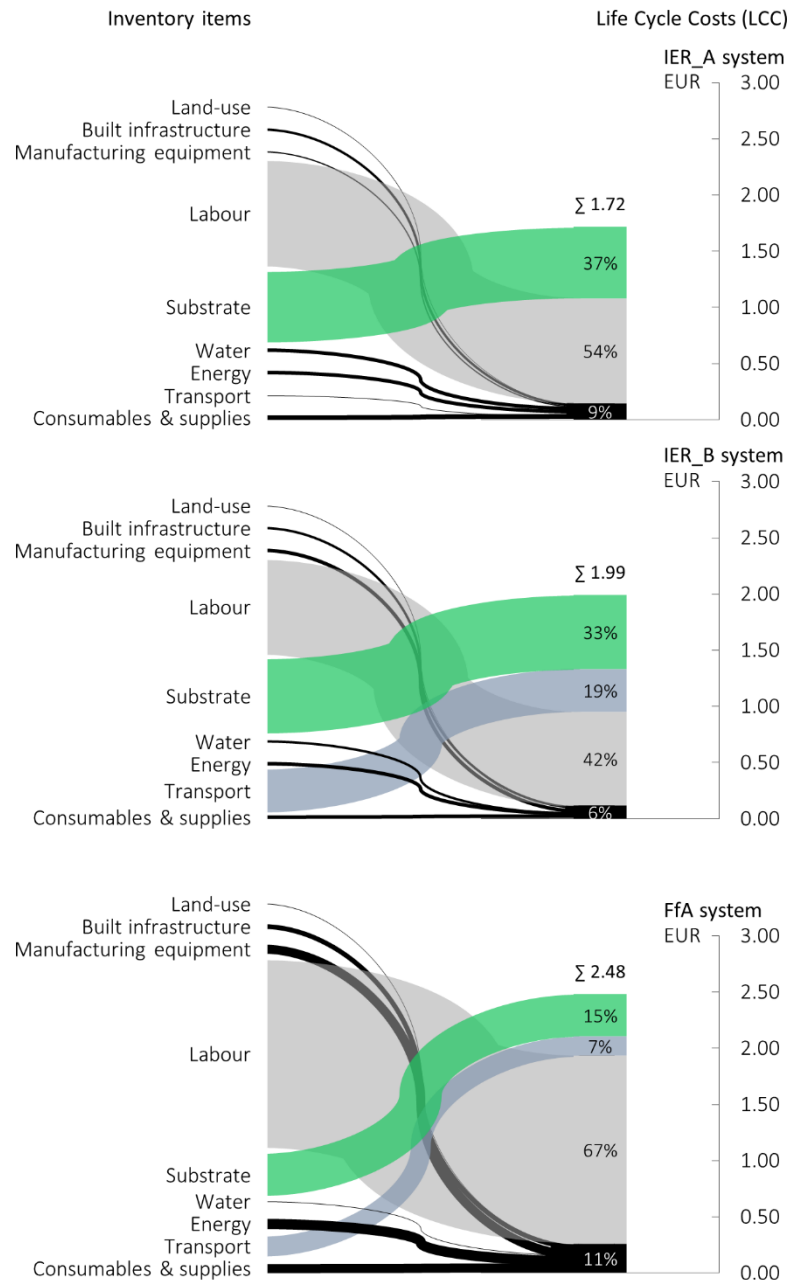 Inventory items
Life Cycle Costs (LCC)
IER_A system
EUR
3.00
Land-use
Built infrastructure
Manufacturing equipment
2.50
2.00
∑ 1.72
Labour
1.50
37%
Substrate
1.00
Water
54%
0.50
Energy
Transport
9%
Consumables & supplies
0.00
IER_B system
EUR
3.00
Land-use
Built infrastructure
Manufacturing equipment
2.50
∑ 1.99
2.00
Labour
33%
1.50
19%
Substrate
1.00
Water
42%
0.50
Energy
Transport
6%
Consumables & supplies
0.00
FfA system
EUR
3.00
Land-use
Built infrastructure
Manufacturing equipment
∑ 2.48
2.50
15%
7%
2.00
Labour
1.50
67%
1.00
Substrate
Water
0.50
Energy
Transport
11%
Consumables & supplies
0.00